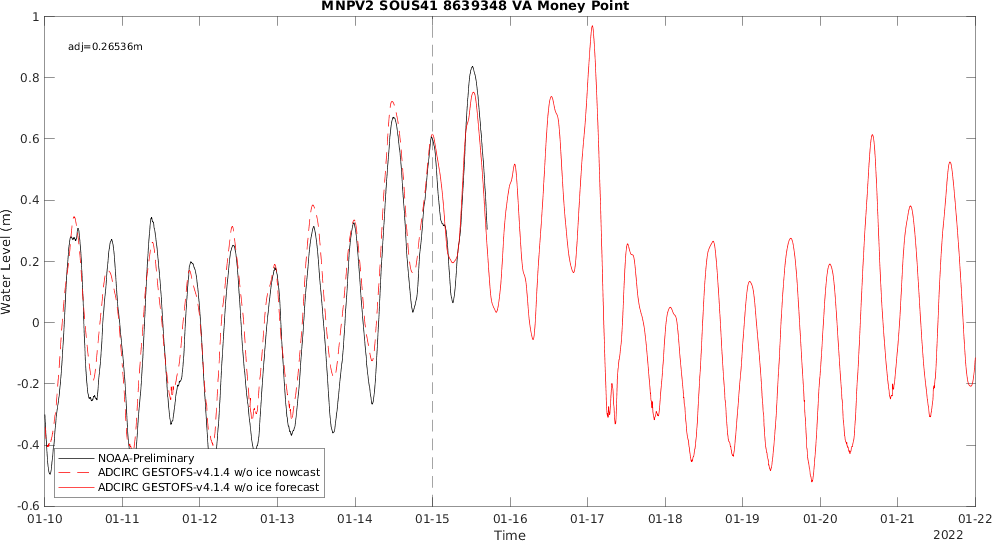 MNPV2 SOUS41 8639348 VA Money Point
adj=0.26536m
Water Level (m)
1
0.8
0.6
0.4
0.2
0
-0.2
-0.4
-0.6
NOAA-Preliminary
ADCIRC GESTOFS-v4.1.4 w/o ice nowcast
ADCIRC GESTOFS-v4.1.4 w/o ice forecast
01-10 01-11 01-12 01-13 01-14 01-15 01-16 01-17 01-18 01-19 01-20 01-21 01-22
Time
2022